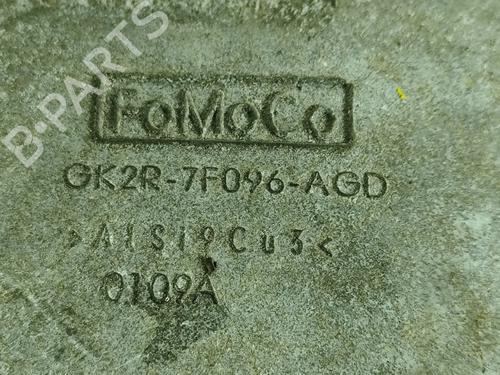 B-PARTS
FoMoCo
GK2R-7F096-AGD
>AlSi9Cu3<
0109A